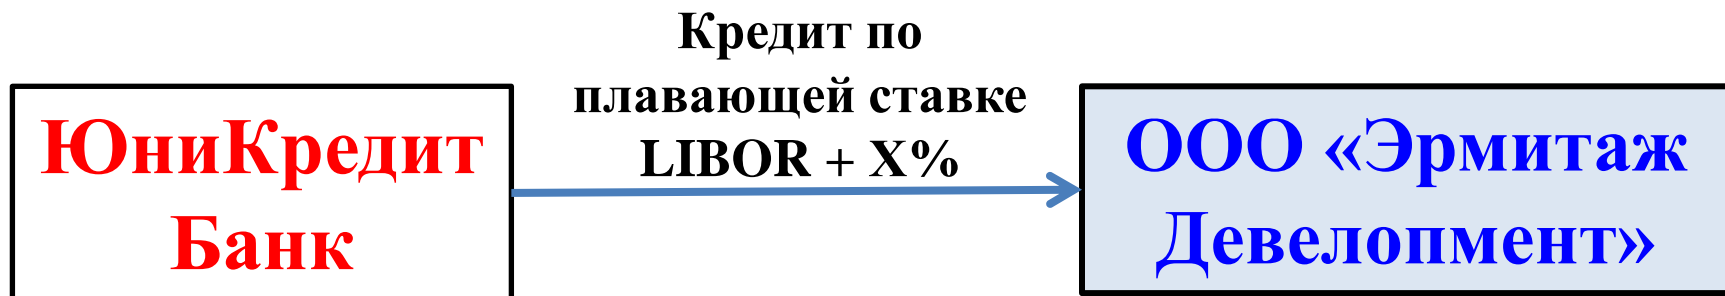 Кредит по
плавающей ставке
LIBOR + X%
ЮниКредит
Банк
ООО «Эрмитаж
Девелопмент»